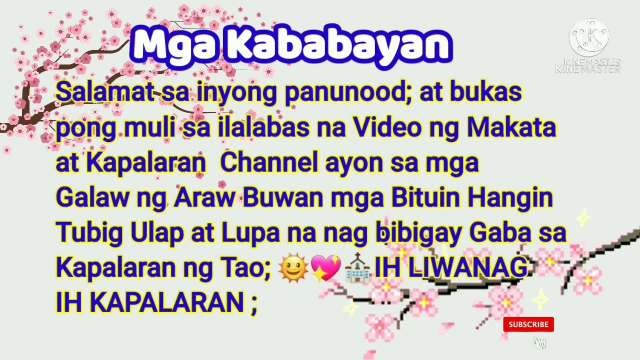 Mga Kababayan
KINEMASTER
KINEMASTER
Salamat sa inyong panunood; at bukas
pong muli sa ilalabas na Video ng Makata
at Kapalaran Channel ayon sa mga
Galaw ng Araw Buwan mga Bituin Hangin
Tubig Ulap at Lupa na nag bibigay Gaba sa
Kapalaran ng Tao; 🌞💖⛪IH LIWANAG.
IH KAPALARAN ;
SUBSCRIBE